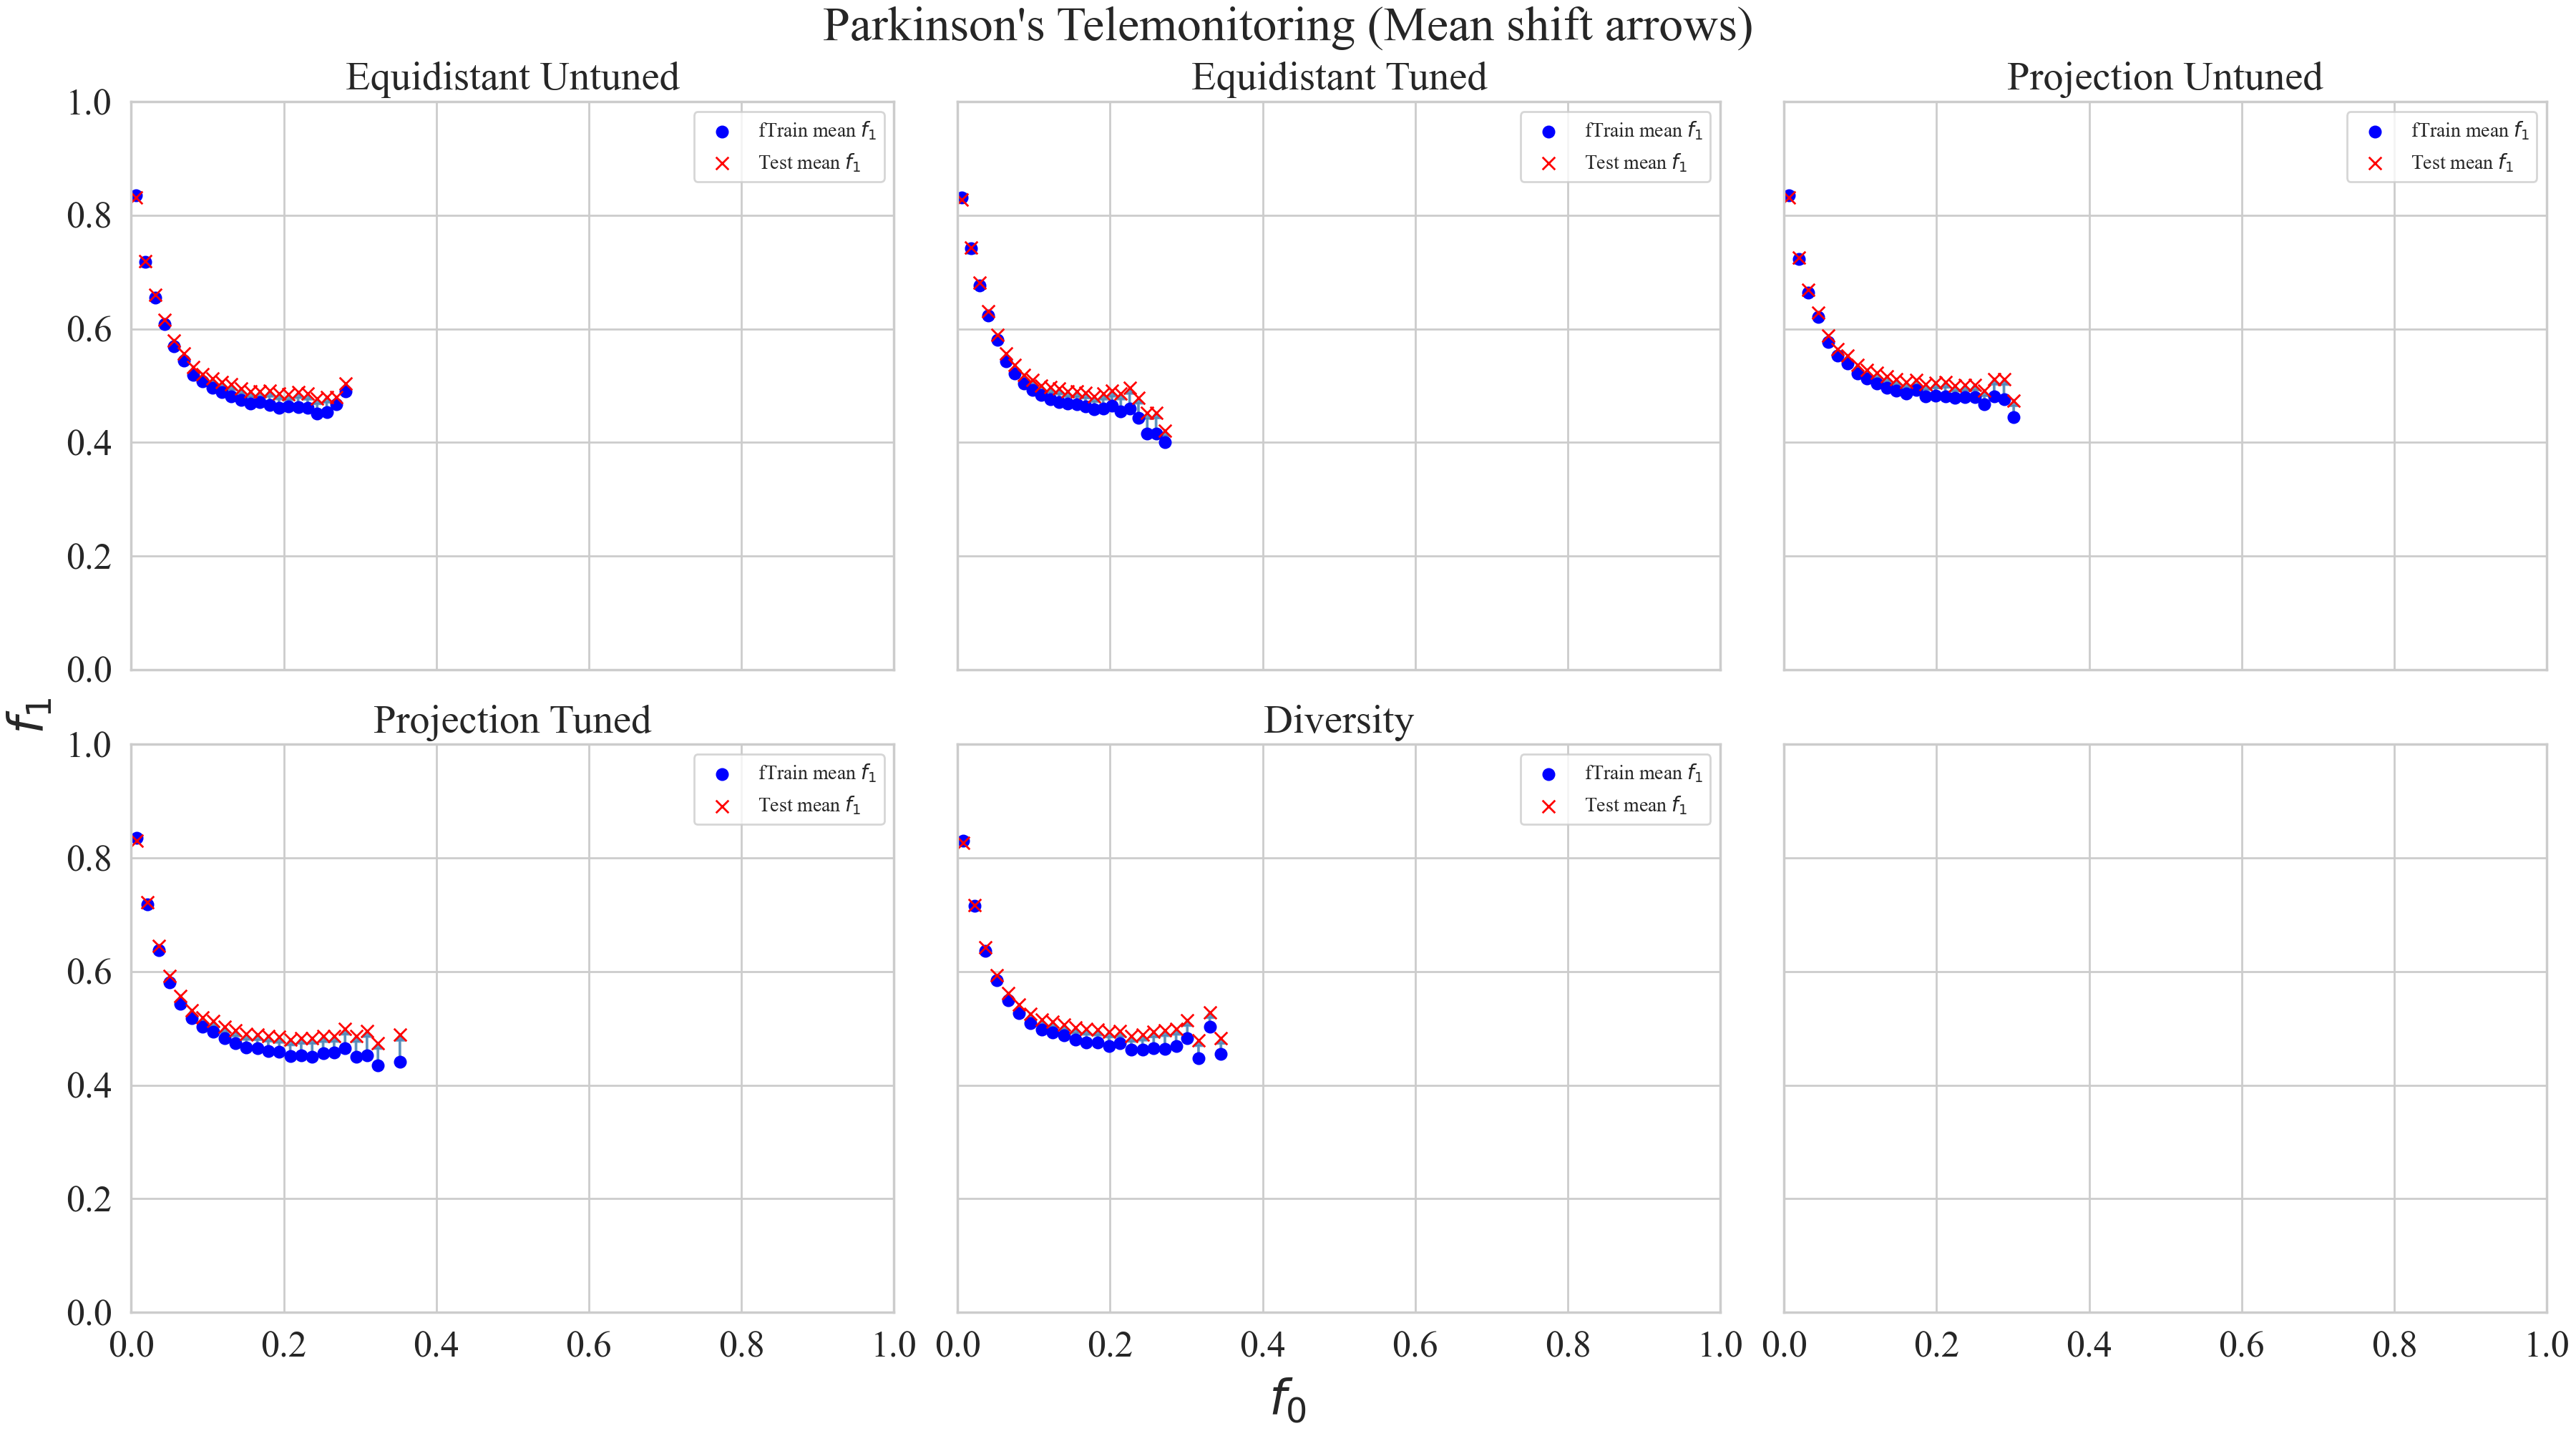 Parkinson's Telemonitoring (Mean shift arrows)
Equidistant Untuned
1.0
0.8
0.6
0.4
0.2
0.0
fTrain mean f₁
Test mean f₁
Equidistant Tuned
fTrain mean f₁
Test mean f₁
Projection Untuned
fTrain mean f₁
Test mean f₁
f₁
Projection Tuned
1.0
0.8
0.6
0.4
0.2
0.0
fTrain mean f₁
Test mean f₁
0.0 0.2 0.4 0.6 0.8 1.0
Diversity
fTrain mean f₁
Test mean f₁
0.0 0.2 0.4 0.6 0.8 1.0
0.0 0.2 0.4 0.6 0.8 1.0
f₀